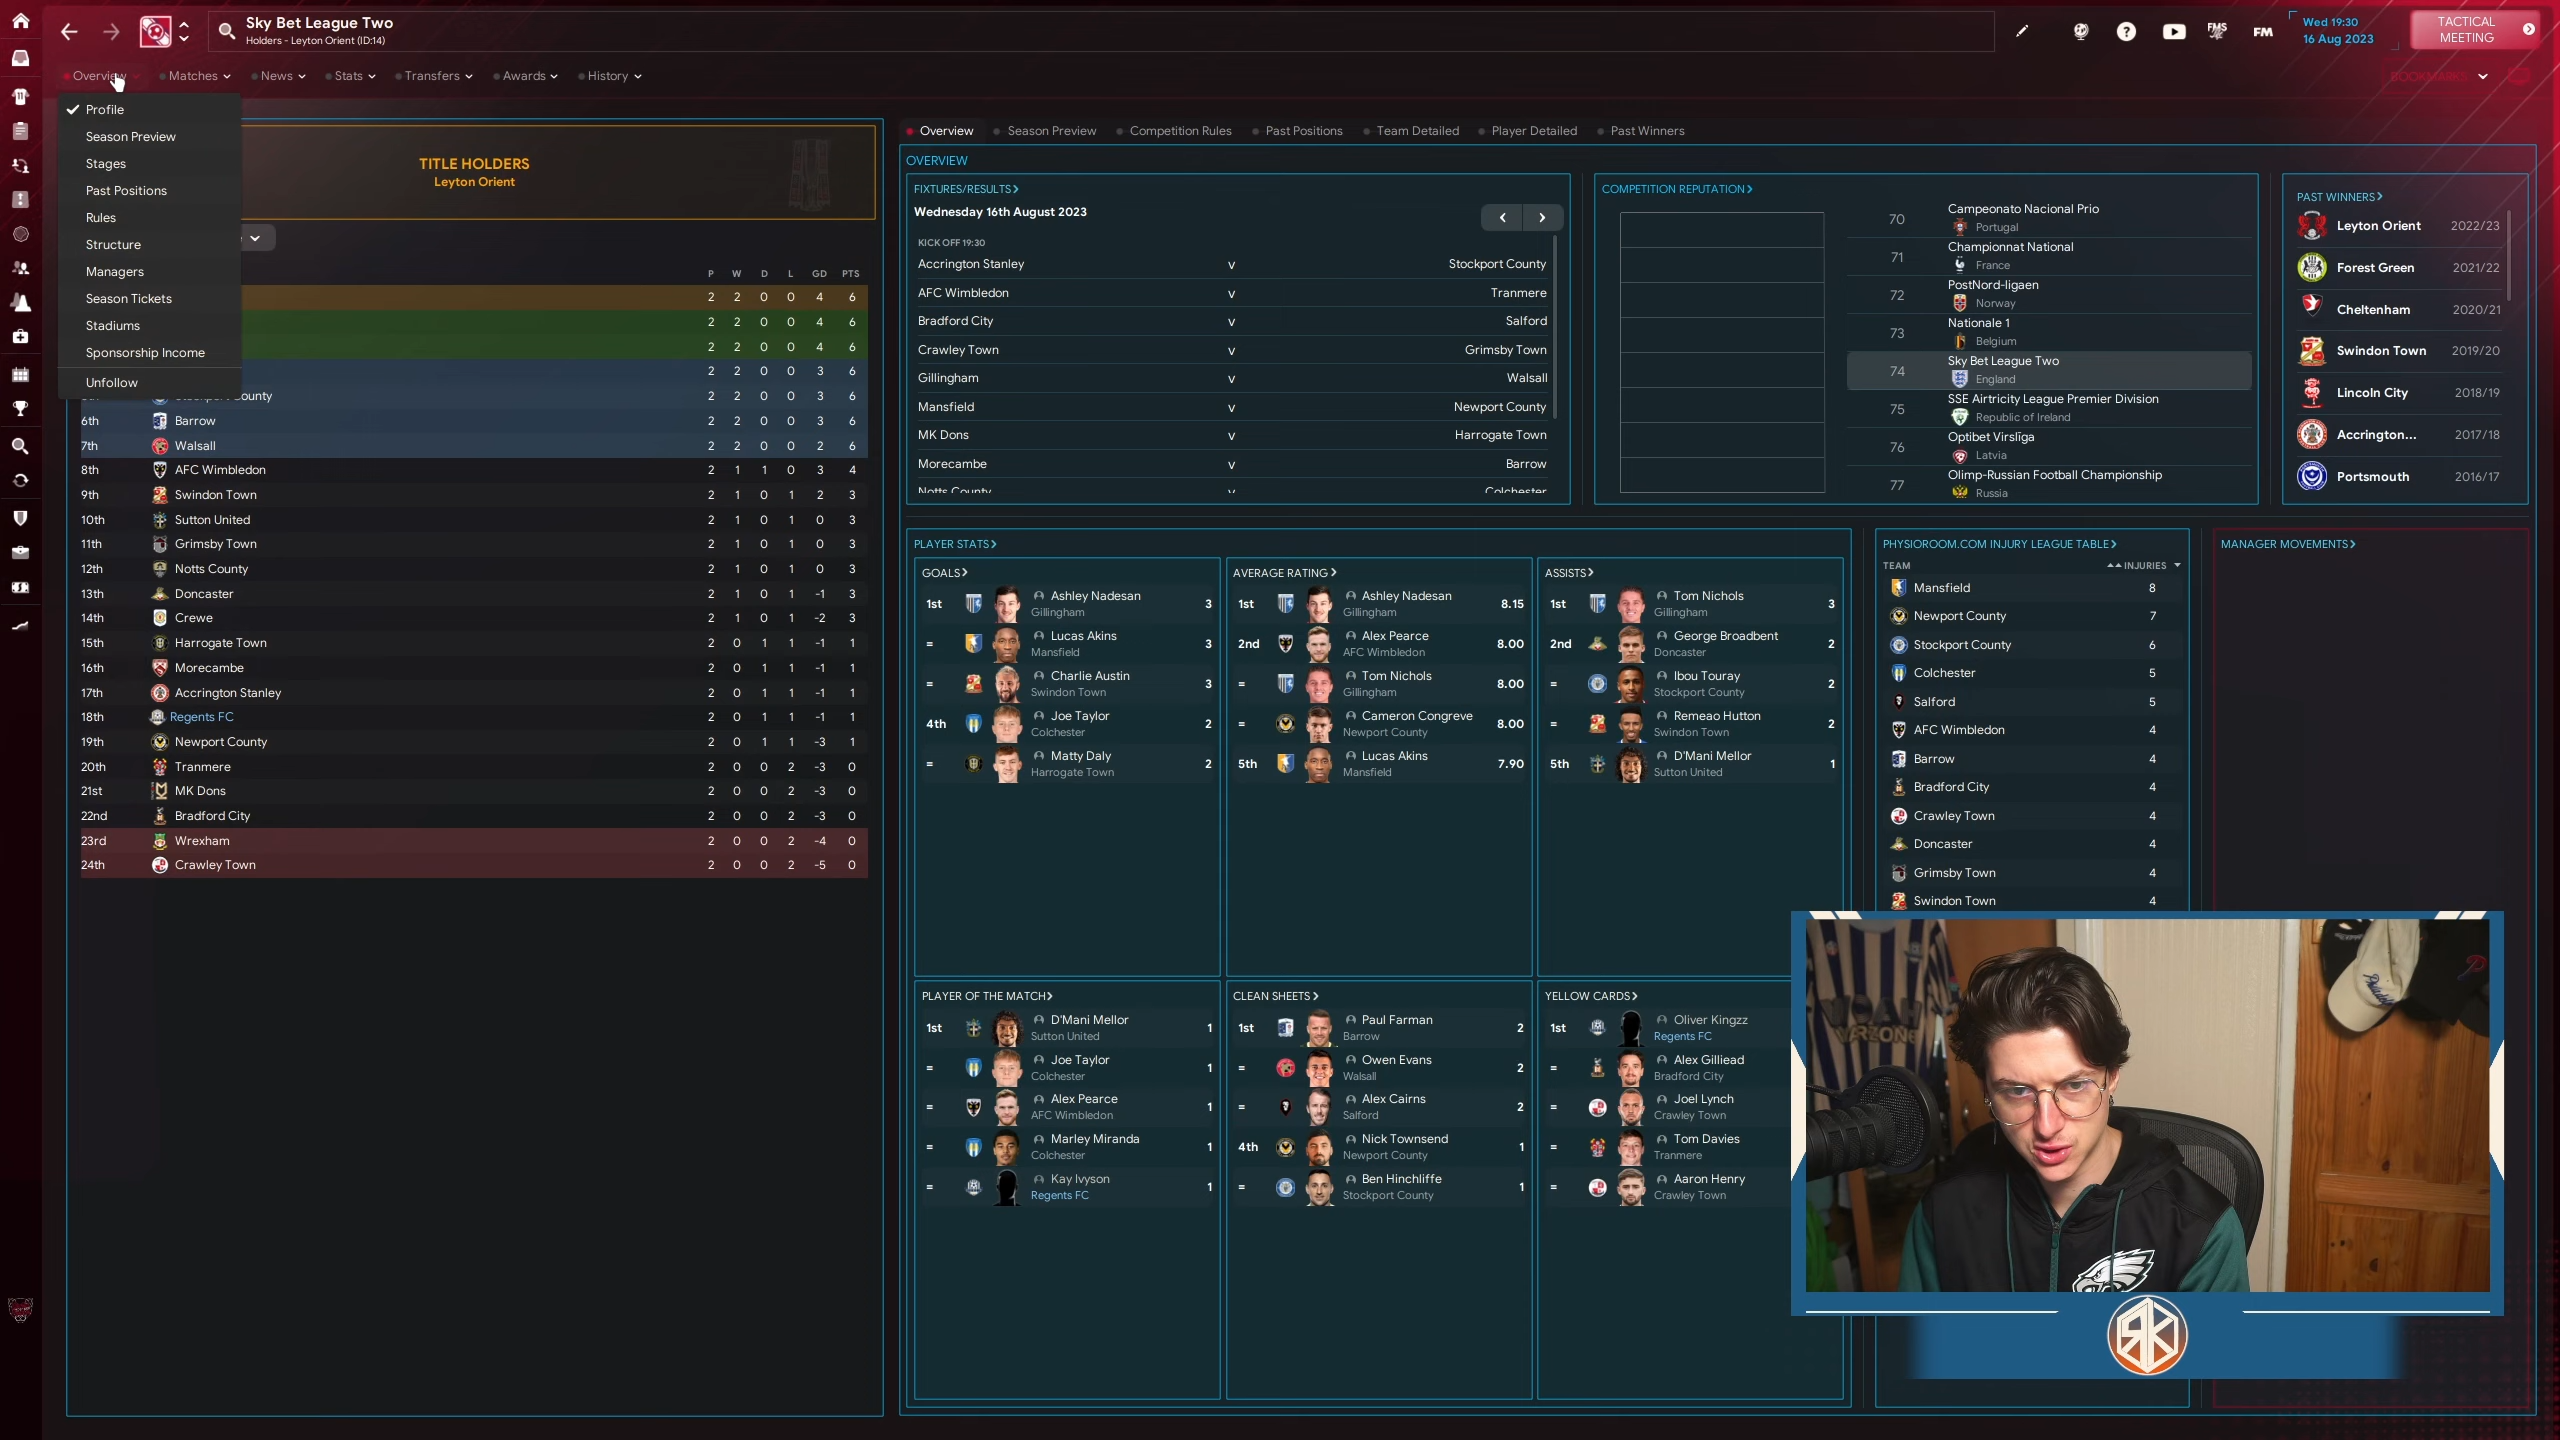 Sky Bet League Two
Holders - Leyton Orient (ID:14)
Wed 19:30
16 Aug 2023
TACTICAL
MEETING
FMS
FM
Overview Matches News Stats Transfers Awards History
BOOKMARKS
Profile
Season Preview
Stages
Past Positions
Rules
Structure
Managers
Season Tickets
Stadiums
Sponsorship Income
Unfollow
TITLE HOLDERS
Leyton Orient
P W D L GD PTS
2 2 0 0 4 6
2 2 0 0 4 6
2 2 0 0 4 6
2 2 0 0 3 6
Stockport County 2 2 0 0 3 6
6th Barrow 2 2 0 0 3 6
7th Walsall 2 2 0 0 2 6
8th AFC Wimbledon 2 1 1 0 3 4
9th Swindon Town 2 1 0 1 2 3
10th Sutton United 2 1 0 1 0 3
11th Grimsby Town 2 1 0 1 0 3
12th Notts County 2 1 0 1 0 3
13th Doncaster 2 1 0 1 -1 3
14th Crewe 2 1 0 1 -2 3
15th Harrogate Town 2 0 1 1 -1 1
16th Morecambe 2 0 1 1 -1 1
17th Accrington Stanley 2 0 1 1 -1 1
18th Regents FC 2 0 1 1 -1 1
19th Newport County 2 0 1 1 -3 1
20th Tranmere 2 0 0 2 -3 0
21st MK Dons 2 0 0 2 -3 0
22nd Bradford City 2 0 0 2 -3 0
23rd Wrexham 2 0 0 2 -4 0
24th Crawley Town 2 0 0 2 -5 0
Overview Season Preview Competition Rules Past Positions Team Detailed Player Detailed Past Winners
OVERVIEW
FIXTURES/RESULTS
Wednesday 16th August 2023
KICK OFF 19:30
Accrington Stanley v Stockport County
AFC Wimbledon v Tranmere
Bradford City v Salford
Crawley Town v Grimsby Town
Gillingham v Walsall
Mansfield v Newport County
MK Dons v Harrogate Town
Morecambe v Barrow
Notts County v Colchester
COMPETITION REPUTATION
70 Campeonato Nacional Prio
Portugal
71 Championnat National
France
72 PostNord-ligaen
Norway
73 Nationale 1
Belgium
74 Sky Bet League Two
England
75 SSE Airtricity League Premier Division
Republic of Ireland
76 Optibet Virslīga
Latvia
77 Olimp-Russian Football Championship
Russia
PAST WINNERS
Leyton Orient 2022/23
Forest Green 2021/22
Cheltenham 2020/21
Swindon Town 2019/20
Lincoln City 2018/19
Accrington... 2017/18
Portsmouth 2016/17
PLAYER STATS
GOALS
1st Ashley Nadesan 3
Gillingham
= Lucas Akins 3
Mansfield
= Charlie Austin 3
Swindon Town
4th Joe Taylor 2
Colchester
= Matty Daly 2
Harrogate Town
AVERAGE RATING
1st Ashley Nadesan 8.15
Gillingham
2nd Alex Pearce 8.00
AFC Wimbledon
= Tom Nichols 8.00
Gillingham
= Cameron Congreve 8.00
Newport County
5th Lucas Akins 7.90
Mansfield
ASSISTS
1st Tom Nichols 3
Gillingham
2nd George Broadbent 2
Doncaster
= Ibou Touray 2
Stockport County
= Remeao Hutton 2
Swindon Town
5th D'Mani Mellor 1
Sutton United
PHYSIOROOM.COM INJURY LEAGUE TABLE
TEAM INJURIES
Mansfield 8
Newport County 7
Stockport County 6
Colchester 5
Salford 5
AFC Wimbledon 4
Barrow 4
Bradford City 4
Crawley Town 4
Doncaster 4
Grimsby Town 4
Swindon Town 4
MANAGER MOVEMENTS
PLAYER OF THE MATCH
1st D'Mani Mellor 1
Sutton United
= Joe Taylor 1
Colchester
= Alex Pearce 1
AFC Wimbledon
= Marley Miranda 1
Colchester
= Kay Ivyson 1
Regents FC
CLEAN SHEETS
1st Paul Farman 2
Barrow
= Owen Evans 2
Walsall
= Alex Cairns 2
Salford
4th Nick Townsend 1
Newport County
= Ben Hinchliffe 1
Stockport County
YELLOW CARDS
1st Oliver Kingzz
Regents FC
= Alex Gilliead
Bradford City
= Joel Lynch
Crawley Town
= Tom Davies
Tranmere
= Aaron Henry
Crawley Town
RK